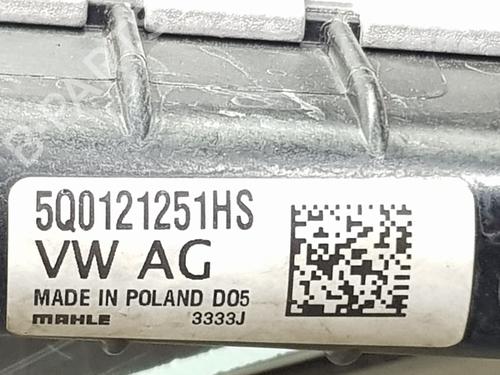 5Q0121251HS
VW AG
MADE IN POLAND D05
MAHLE 3333J